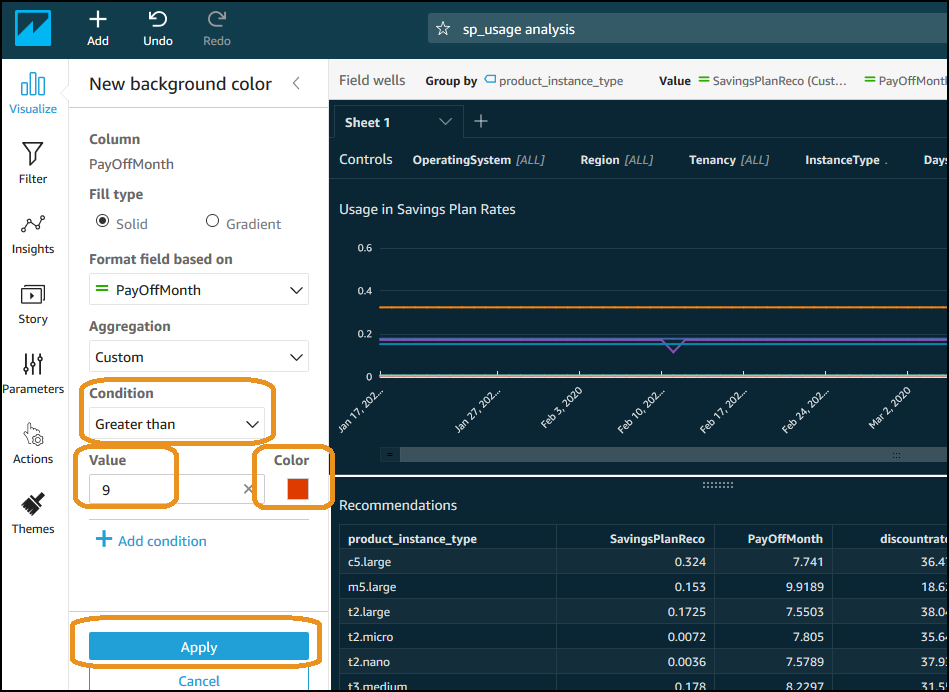 Add
Undo
Redo
sp_usage analysis
Visualize
Filter
Insights
Story
Parameters
Actions
Themes
New background color
Column
PayOffMonth
Fill type
Solid
Gradient
Format field based on
PayOffMonth
Aggregation
Custom
Condition
Greater than
Value Color
9
Add condition
Apply
Cancel
Field wells Group by product_instance_type Value SavingsPlanReco (Cust... PayOffMont
Sheet 1
Controls OperatingSystem [ALL] Region [ALL] Tenancy [ALL] InstanceType . Days
Usage in Savings Plan Rates
0.6
0.4
0.2
0
Jan 17, 202...
Jan 27, 202...
Feb 3, 2020
Feb 10, 202...
Feb 17, 202...
Feb 24, 202...
Mar 2, 2020
Recommendations
product_instance_type SavingsPlanReco PayOffMonth discountrat
c5.large 0.324 7.741 36.4
m5.large 0.153 9.9189 18.6
t2.large 0.1725 7.5503 38.0
t2.micro 0.0072 7.805 35.6
t2.nano 0.0036 7.5789 37.9
t3.medium 0.178 8.2297 31.5